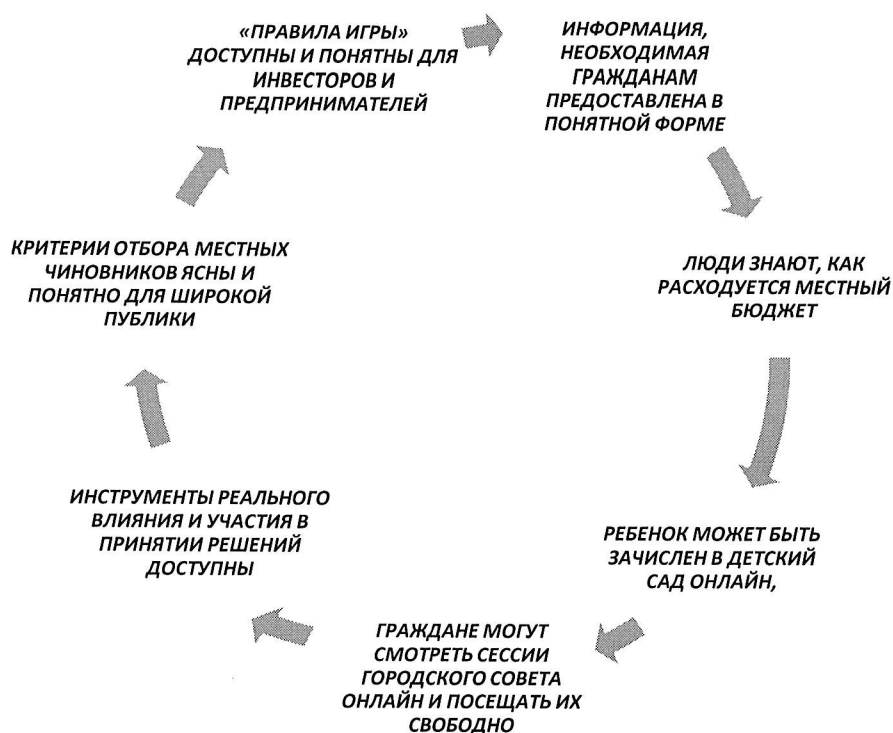 «ПРАВИЛА ИГРЫ»
ДОСТУПНЫ И ПОНЯТНЫ ДЛЯ
ИНВЕСТОРОВ И
ПРЕДПРИНИМАТЕЛЕЙ
ИНФОРМАЦИЯ,
НЕОБХОДИМАЯ
ГРАЖДАНАМ
ПРЕДОСТАВЛЕНА В
ПОНЯТНОЙ ФОРМЕ
ЛЮДИ ЗНАЮТ, КАК
РАСХОДУЕТСЯ МЕСТНЫЙ
БЮДЖЕТ
РЕБЕНОК МОЖЕТ БЫТЬ
ЗАЧИСЛЕН В ДЕТСКИЙ
САД ОНЛАЙН,
ГРАЖДАНЕ МОГУТ
СМОТРЕТЬ СЕССИИ
ГОРОДСКОГО СОВЕТА
ОНЛАЙН И ПОСЕЩАТЬ ИХ
СВОБОДНО
ИНСТРУМЕНТЫ РЕАЛЬНОГО
ВЛИЯНИЯ И УЧАСТИЯ В
ПРИНЯТИИ РЕШЕНИЙ
ДОСТУПНЫ
КРИТЕРИИ ОТБОРА МЕСТНЫХ
ЧИНОВНИКОВ ЯСНЫ И
ПОНЯТНО ДЛЯ ШИРОКОЙ
ПУБЛИКИ